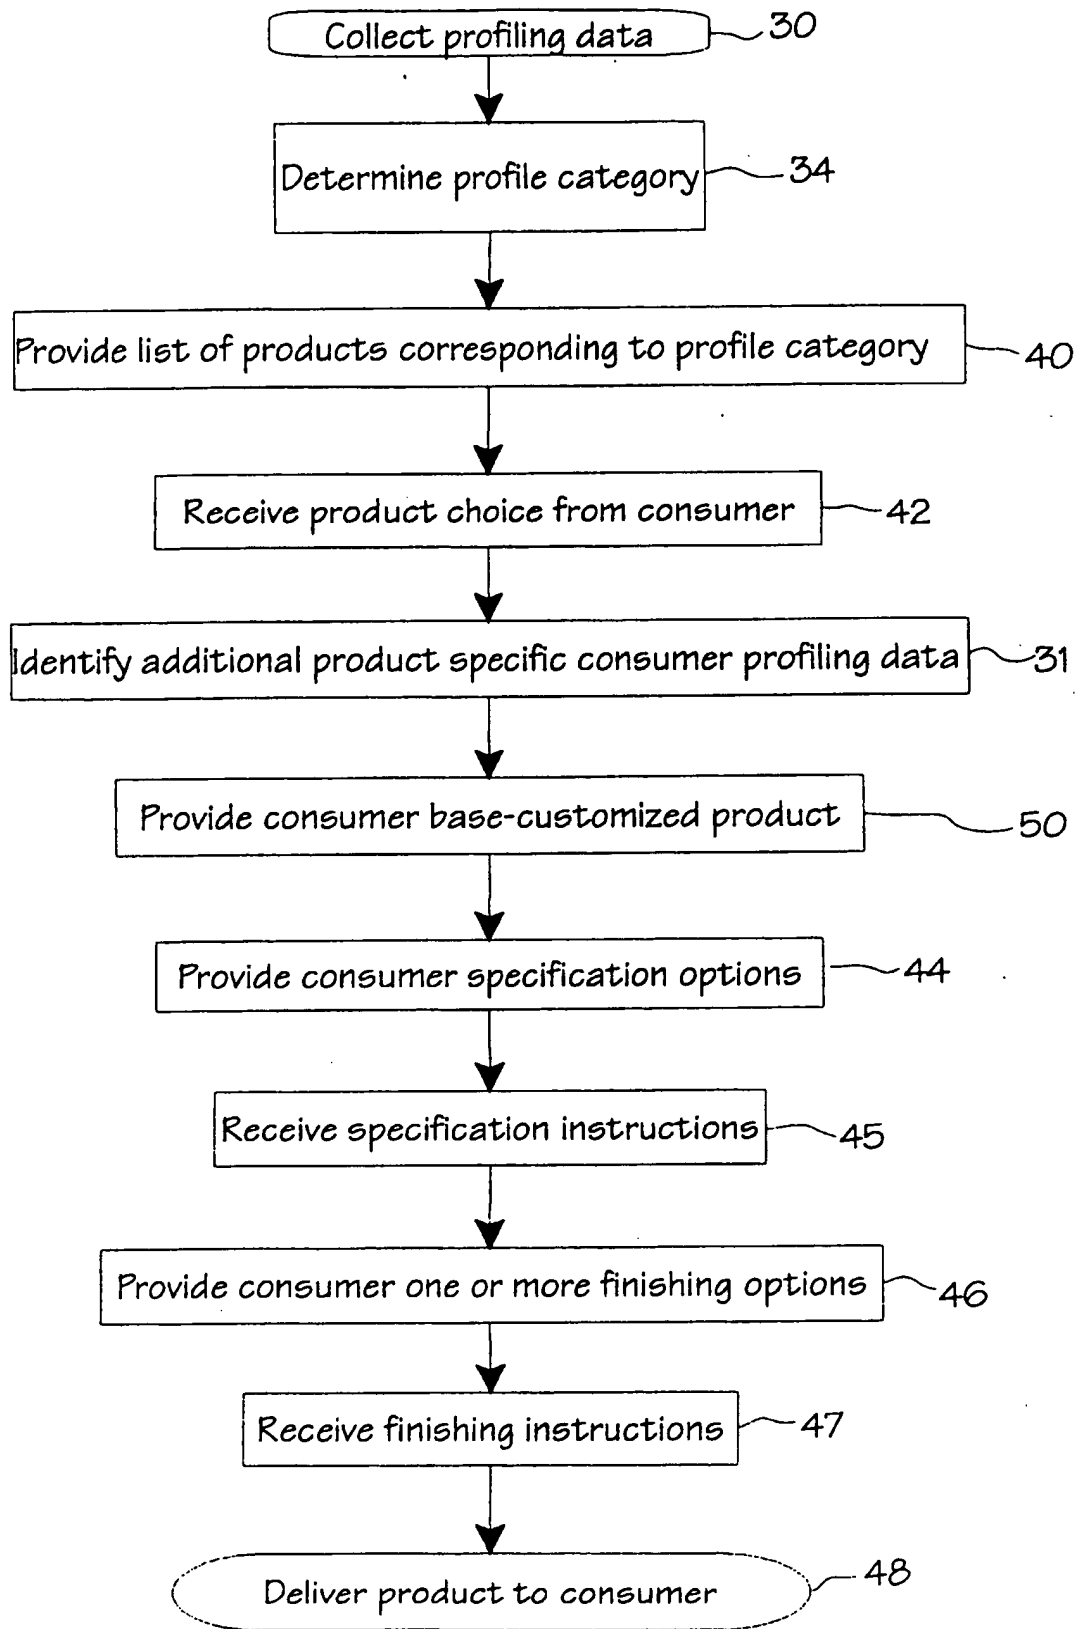 Collect profiling data 30
Determine profile category 34
Provide list of products corresponding to profile category 40
Receive product choice from consumer 42
Identify additional product specific consumer profiling data 31
Provide consumer base-customized product 50
Provide consumer specification options 44
Receive specification instructions 45
Provide consumer one or more finishing options 46
Receive finishing instructions 47
Deliver product to consumer 48